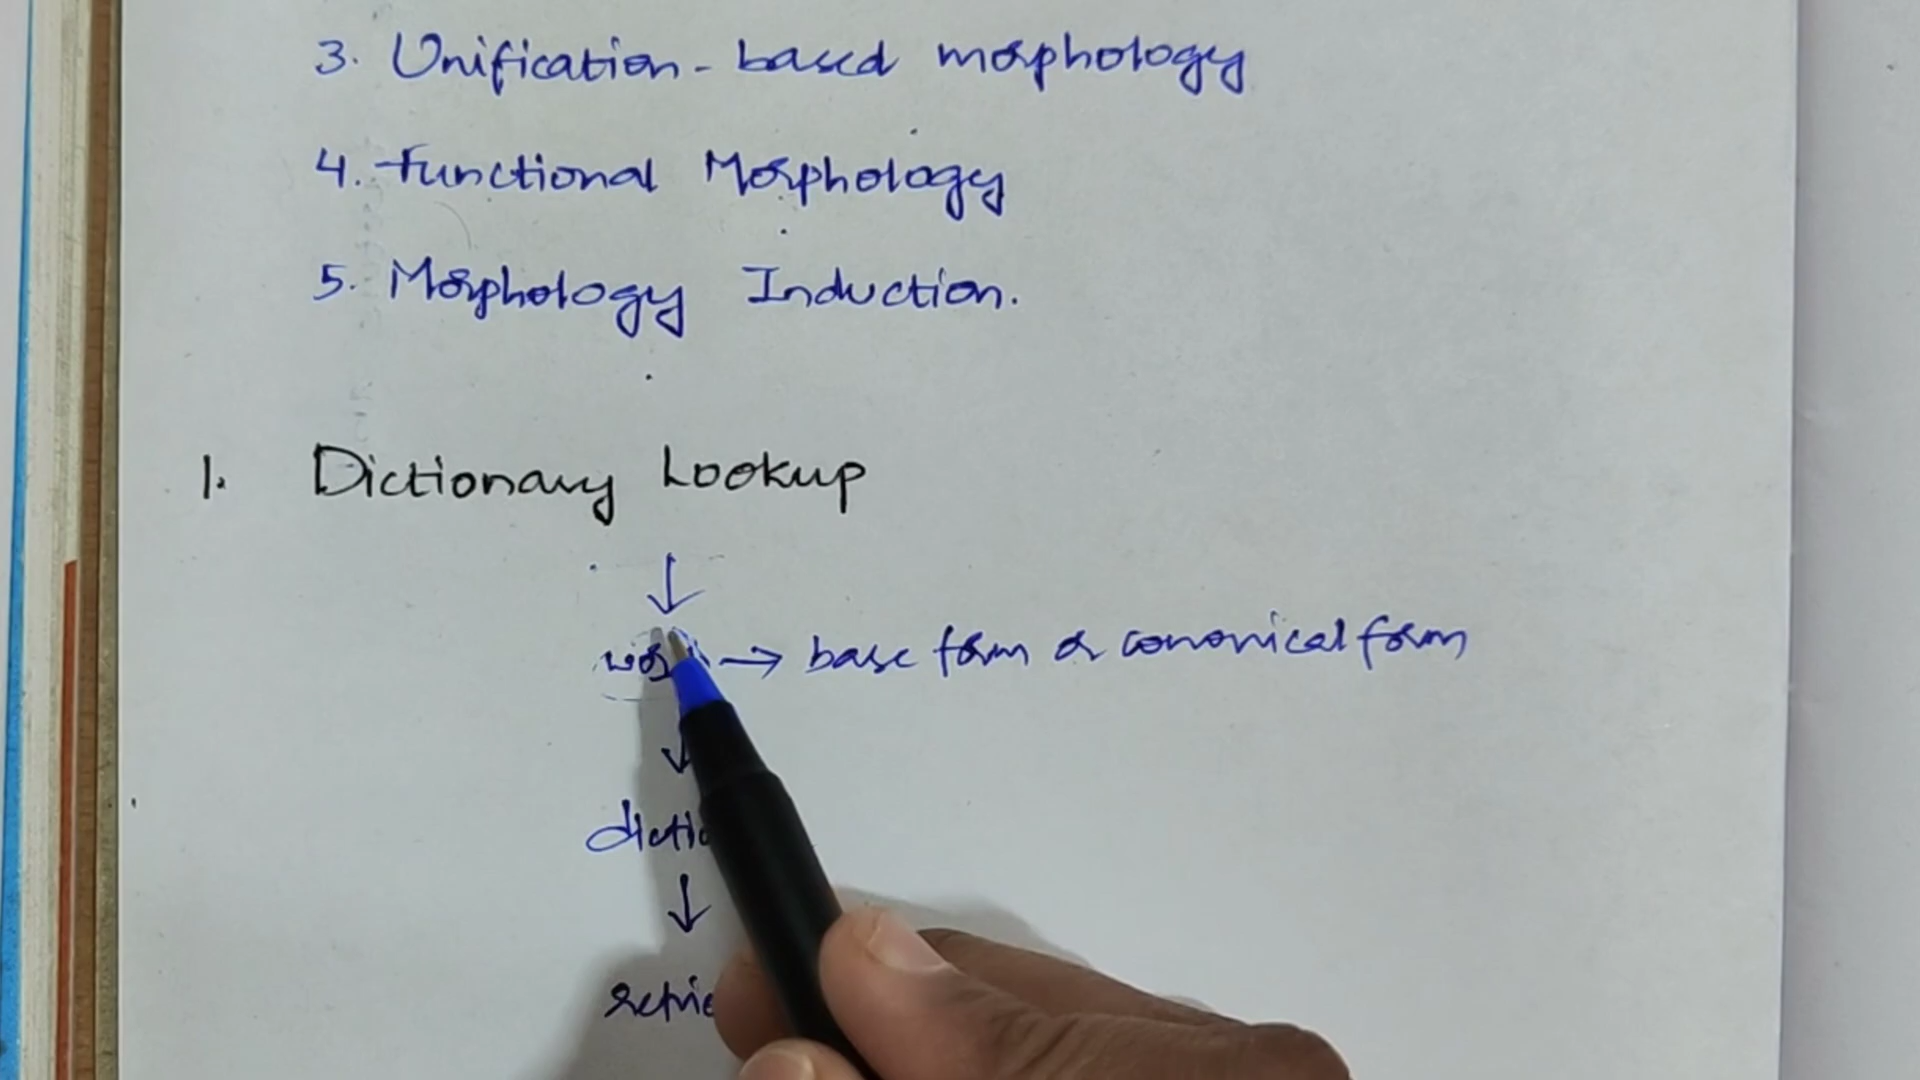 3. Unification-based morphology
4. Functional Morphology
5. Morphology Induction.
1. Dictionary Lookup
→ base form or canonical form